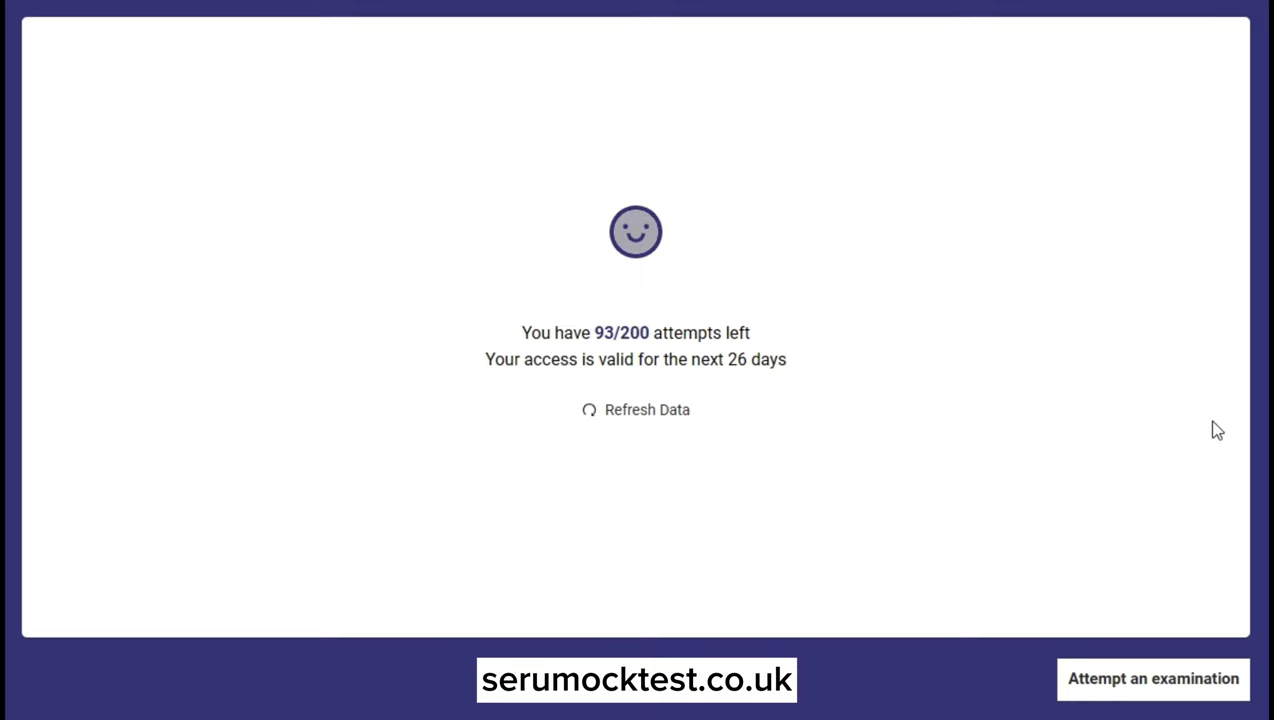 You have 93/200 attempts left
Your access is valid for the next 26 days
Refresh Data
serumocktest.co.uk
Attempt an examination